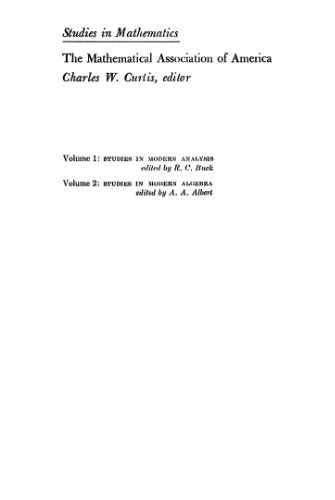 Studies in Mathematics
The Mathematical Association of America
Charles W. Curtis, editor
Volume 1: STUDIES IN MODERN ANALYSIS
edited by R. C. Buck
Volume 2: STUDIES IN MODERN ALGEBRA
edited by A. A. Albert